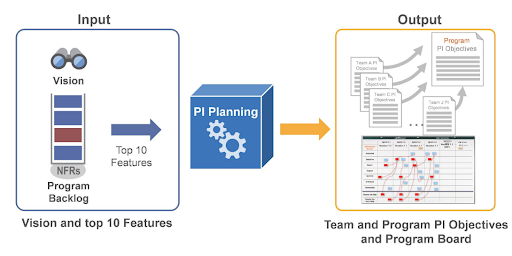 Input
Output
Vision
Top 10
Features
NFRs
Program
Backlog
PI Planning
Team A PI
Objectives
Team B PI
Objectives
Team C PI
Objectives
...
Team J PI
Objectives
Program
PI Objectives
Vision and top 10 Features
Team and Program PI Objectives
and Program Board